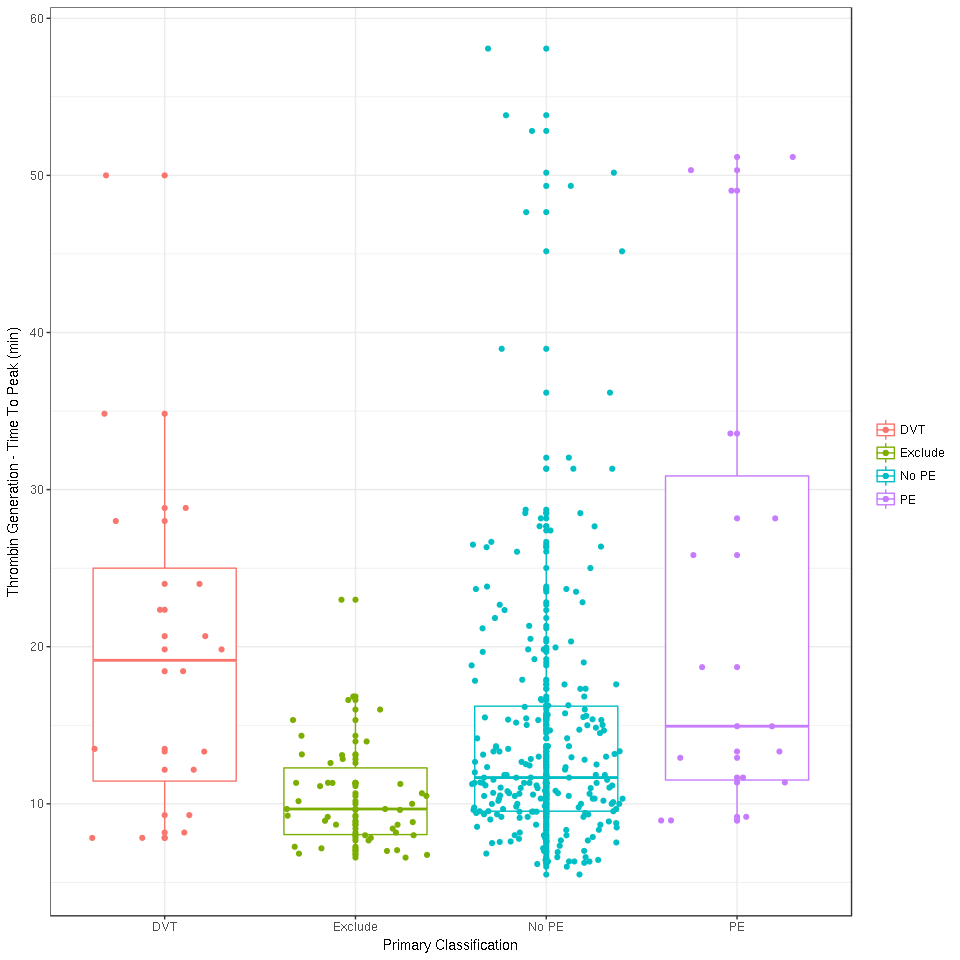 60
50
40
30
20
10
Thrombin Generation - Time To Peak (min)
DVT
Exclude
No PE
PE
Primary Classification
DVT
Exclude
No PE
PE